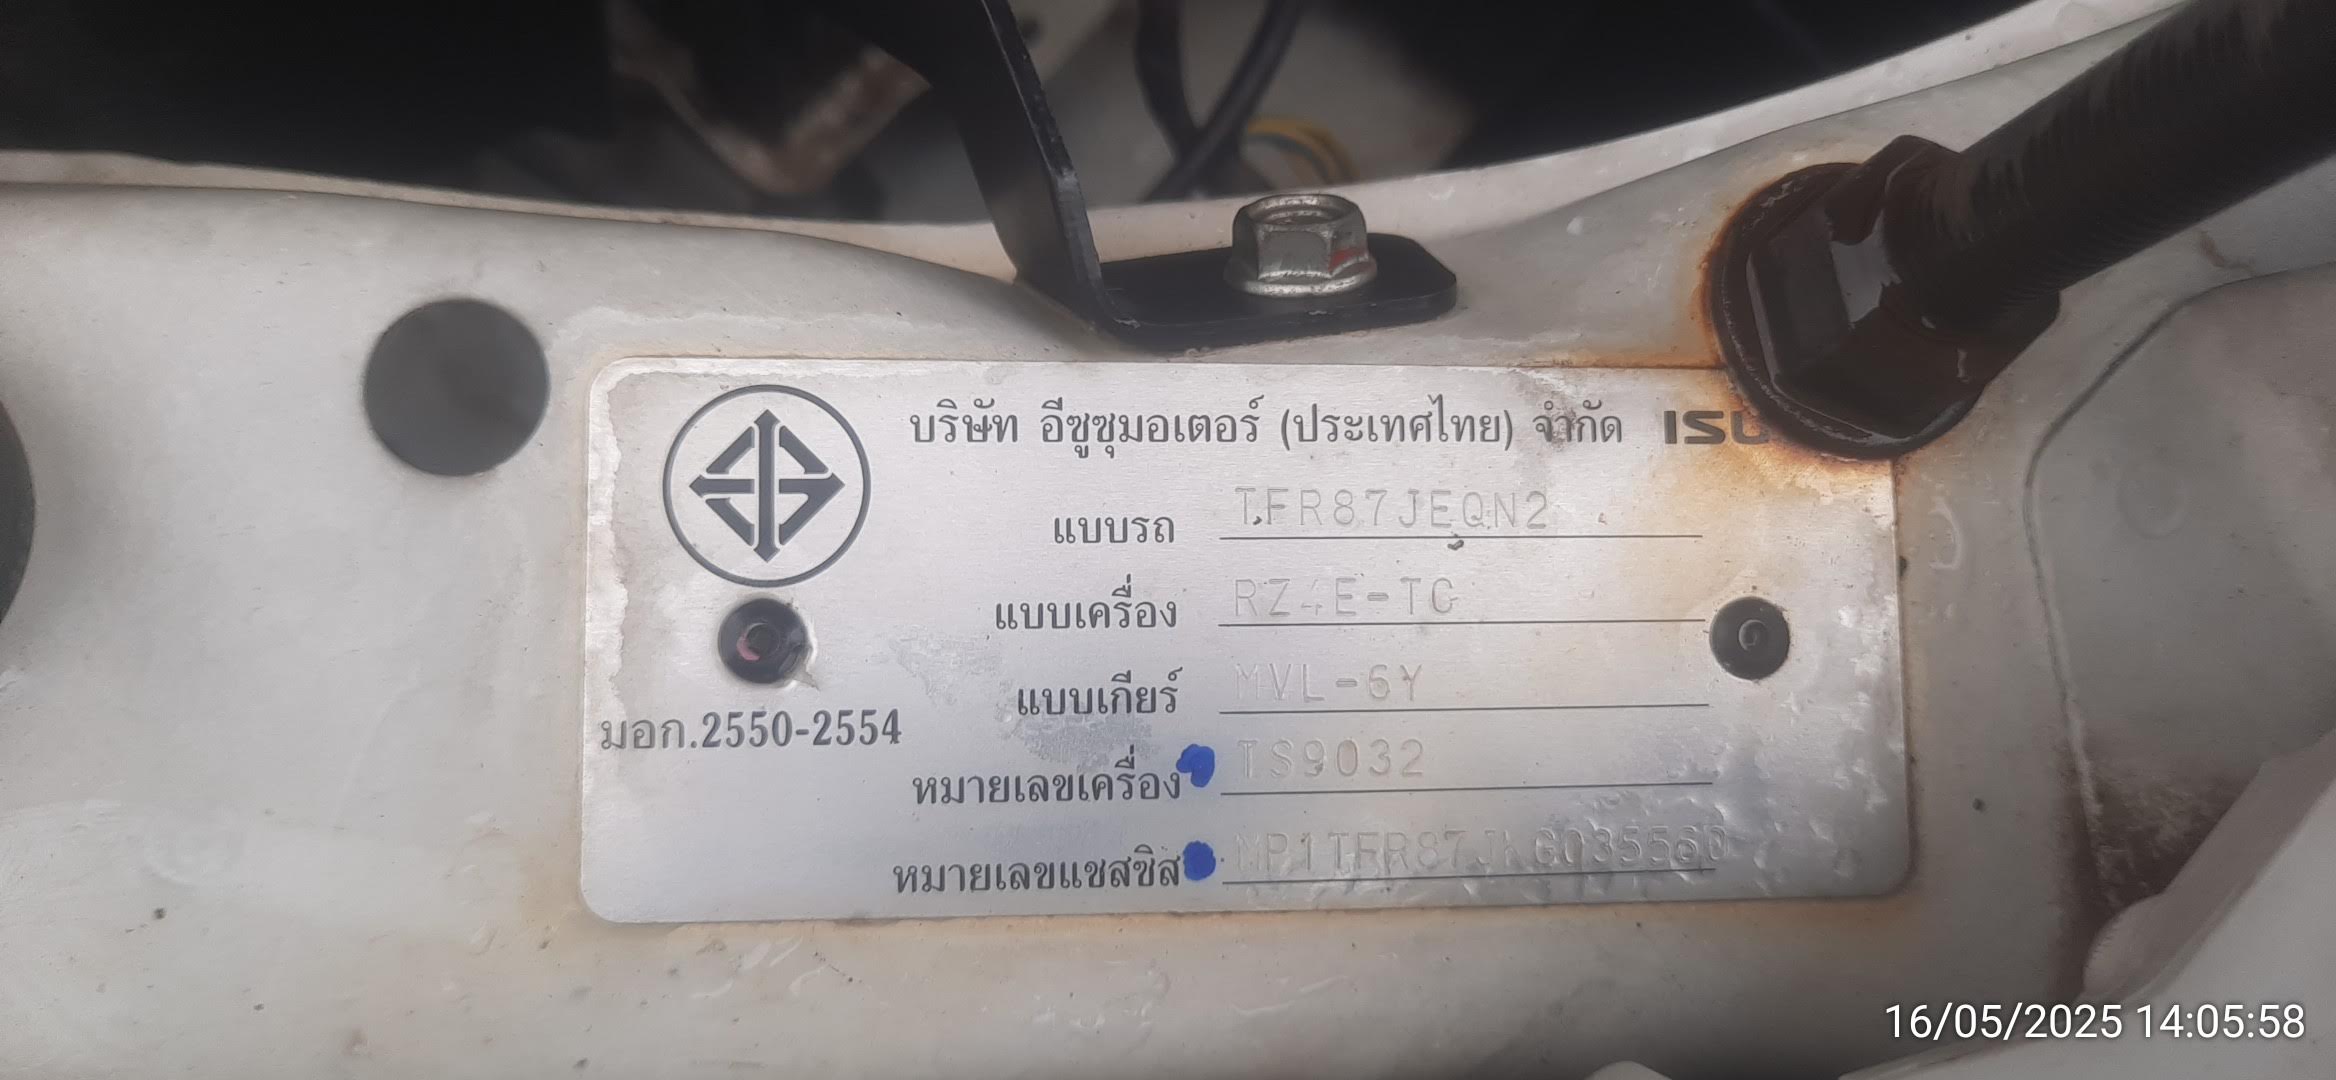 บริษัท อีซูซุมอเตอร์ (ประเทศไทย) จำกัด ISU
แบบรถ TFR87JEQN2
แบบเครื่อง RZ4E-TC
แบบเกียร์ MVL-6Y
มอก.2550-2554
หมายเลขเครื่อง TS9032
หมายเลขแชสซิส
16/05/2025 14:05:58